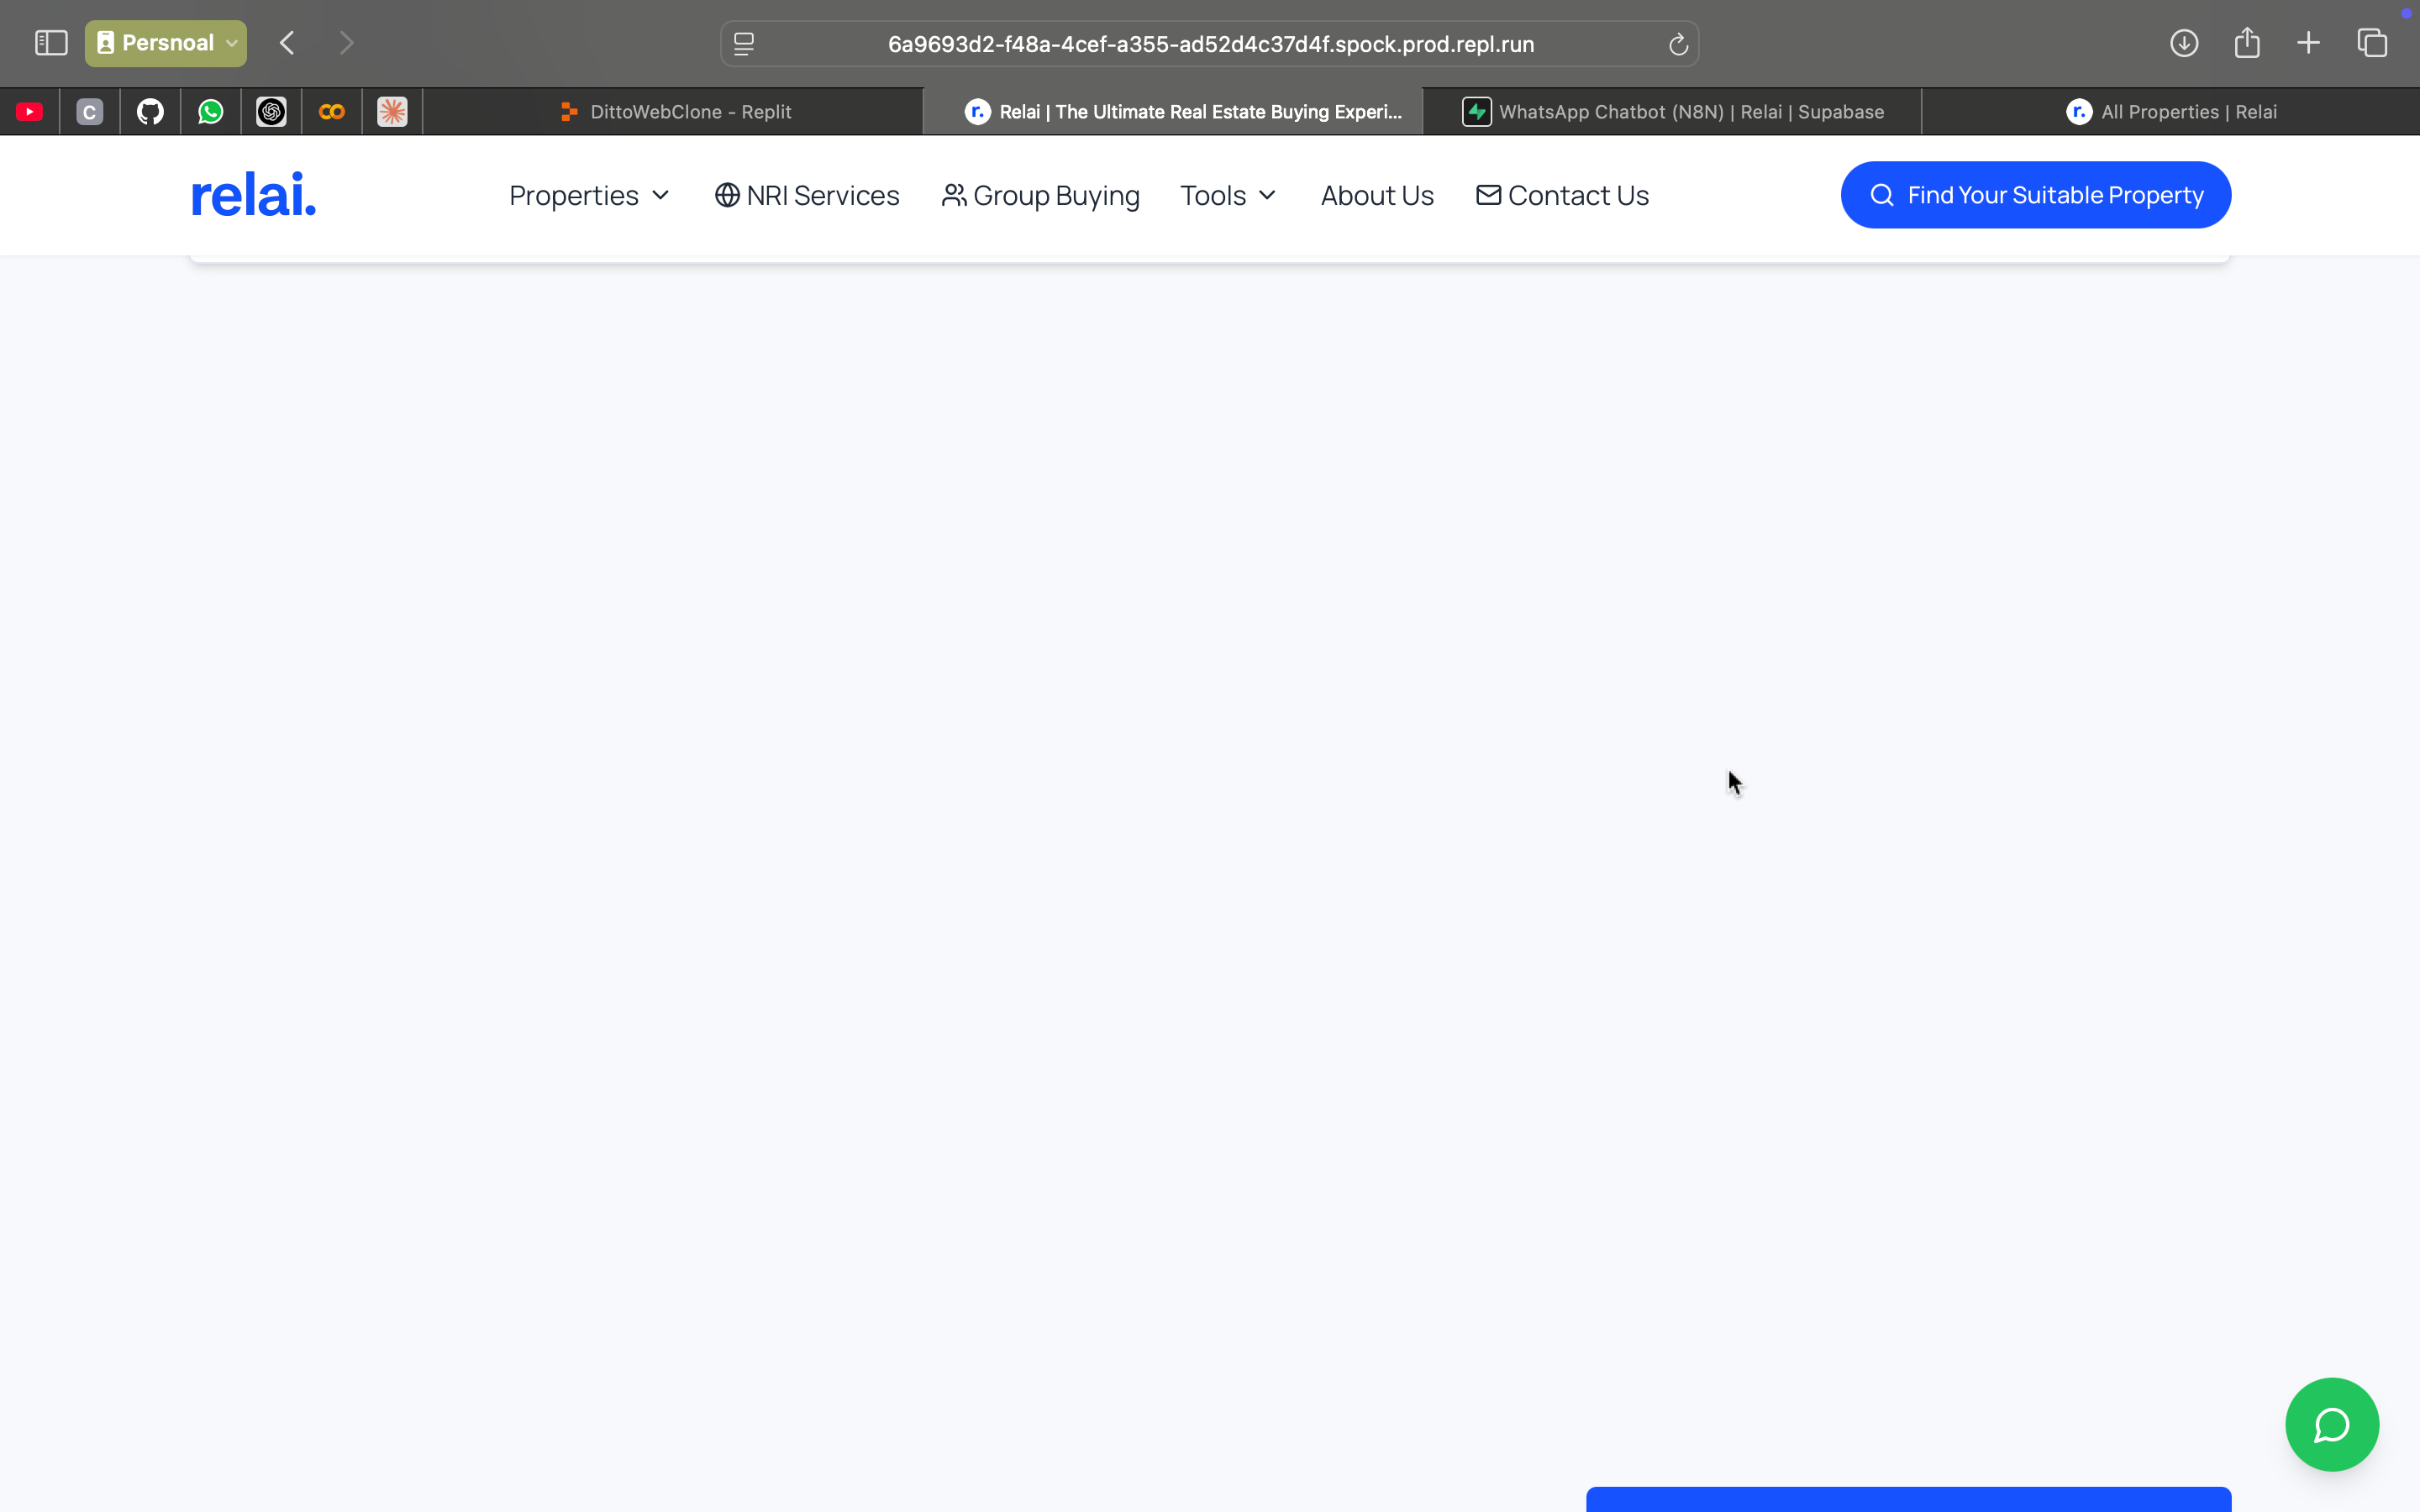 Persnoal
6a9693d2-f48a-4cef-a355-ad52d4c37d4f.spock.prod.repl.run
C
DittoWebClone - Replit
r.
Relai | The Ultimate Real Estate Buying Experi...
WhatsApp Chatbot (N8N) | Relai | Supabase
r.
All Properties | Relai
relai.
Properties
NRI Services
Group Buying
Tools
About Us
Contact Us
Find Your Suitable Property